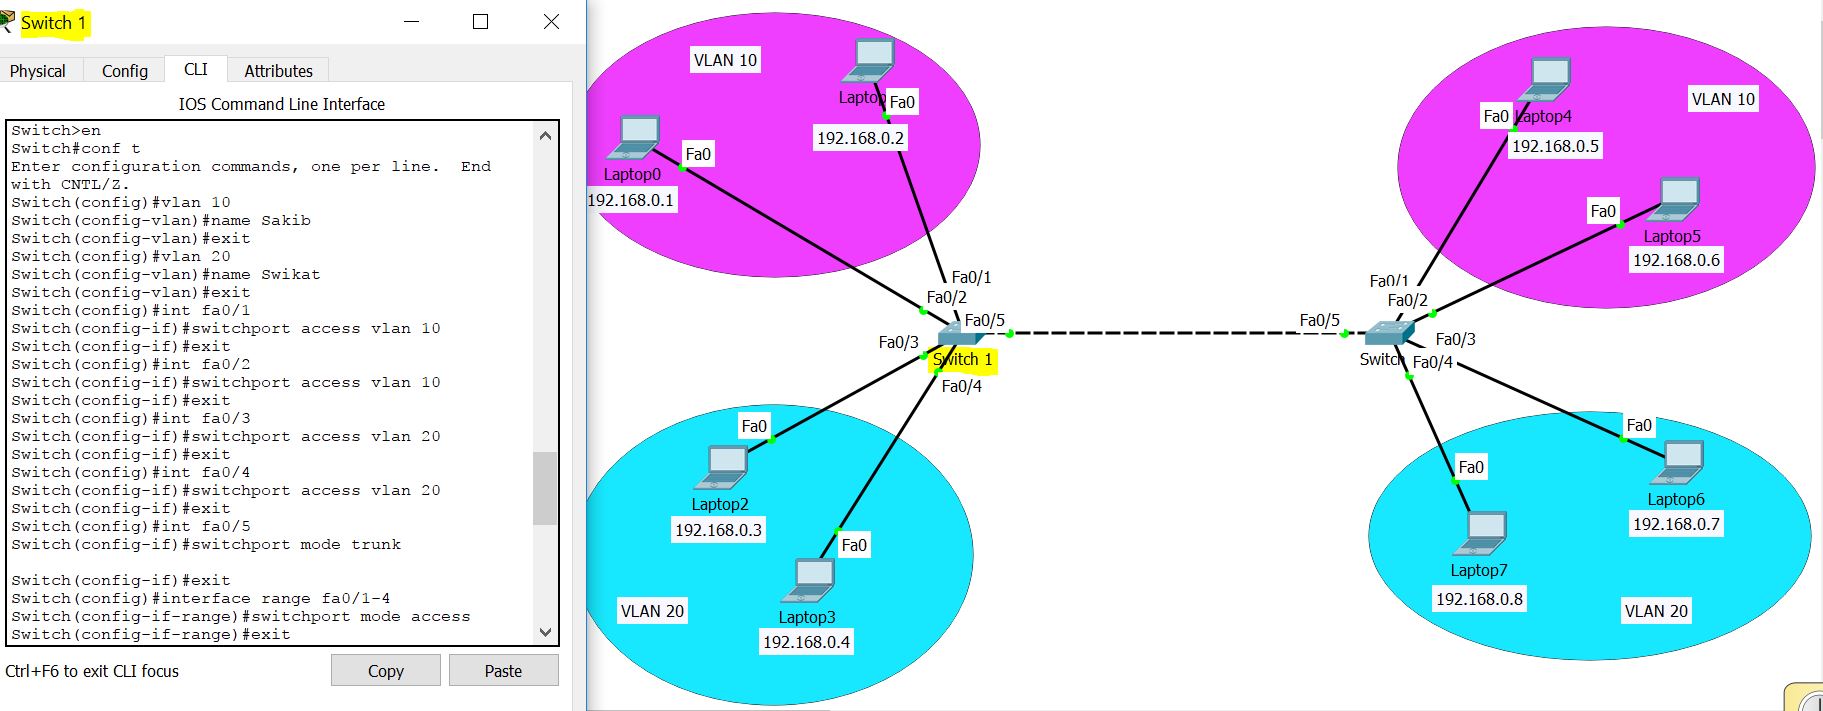 Switch 1
Physical
Config
CLI
Attributes
IOS Command Line Interface
Switch>en
Switch#conf t
Enter configuration commands, one per line.  End
with CNTL/Z.
Switch(config)#vlan 10
Switch(config-vlan)#name Sakib
Switch(config-vlan)#exit
Switch(config)#vlan 20
Switch(config-vlan)#name Swikat
Switch(config-vlan)#exit
Switch(config)#int fa0/1
Switch(config-if)#switchport access vlan 10
Switch(config-if)#exit
Switch(config)#int fa0/2
Switch(config-if)#switchport access vlan 10
Switch(config-if)#exit
Switch(config)#int fa0/3
Switch(config-if)#switchport access vlan 20
Switch(config-if)#exit
Switch(config)#int fa0/4
Switch(config-if)#switchport access vlan 20
Switch(config-if)#exit
Switch(config)#int fa0/5
Switch(config-if)#switchport mode trunk
Switch(config-if)#exit
Switch(config)#interface range fa0/1-4
Switch(config-if-range)#switchport mode access
Switch(config-if-range)#exit
Ctrl+F6 to exit CLI focus
Copy
Paste
VLAN 10
Laptop
Fa0
192.168.0.2
Fa0
Laptop0
192.168.0.1
Fa0/1
Fa0/2
Fa0/5
Fa0/3
Switch 1
Fa0/4
Fa0
Laptop2
192.168.0.3
Fa0
VLAN 20
Laptop3
192.168.0.4
VLAN 10
Fa0
Laptop4
192.168.0.5
Fa0
Laptop5
192.168.0.6
Fa0/1
Fa0/2
Fa0/5
Fa0/3
Switch
Fa0/4
Fa0
Fa0
Laptop6
192.168.0.7
Laptop7
192.168.0.8
VLAN 20